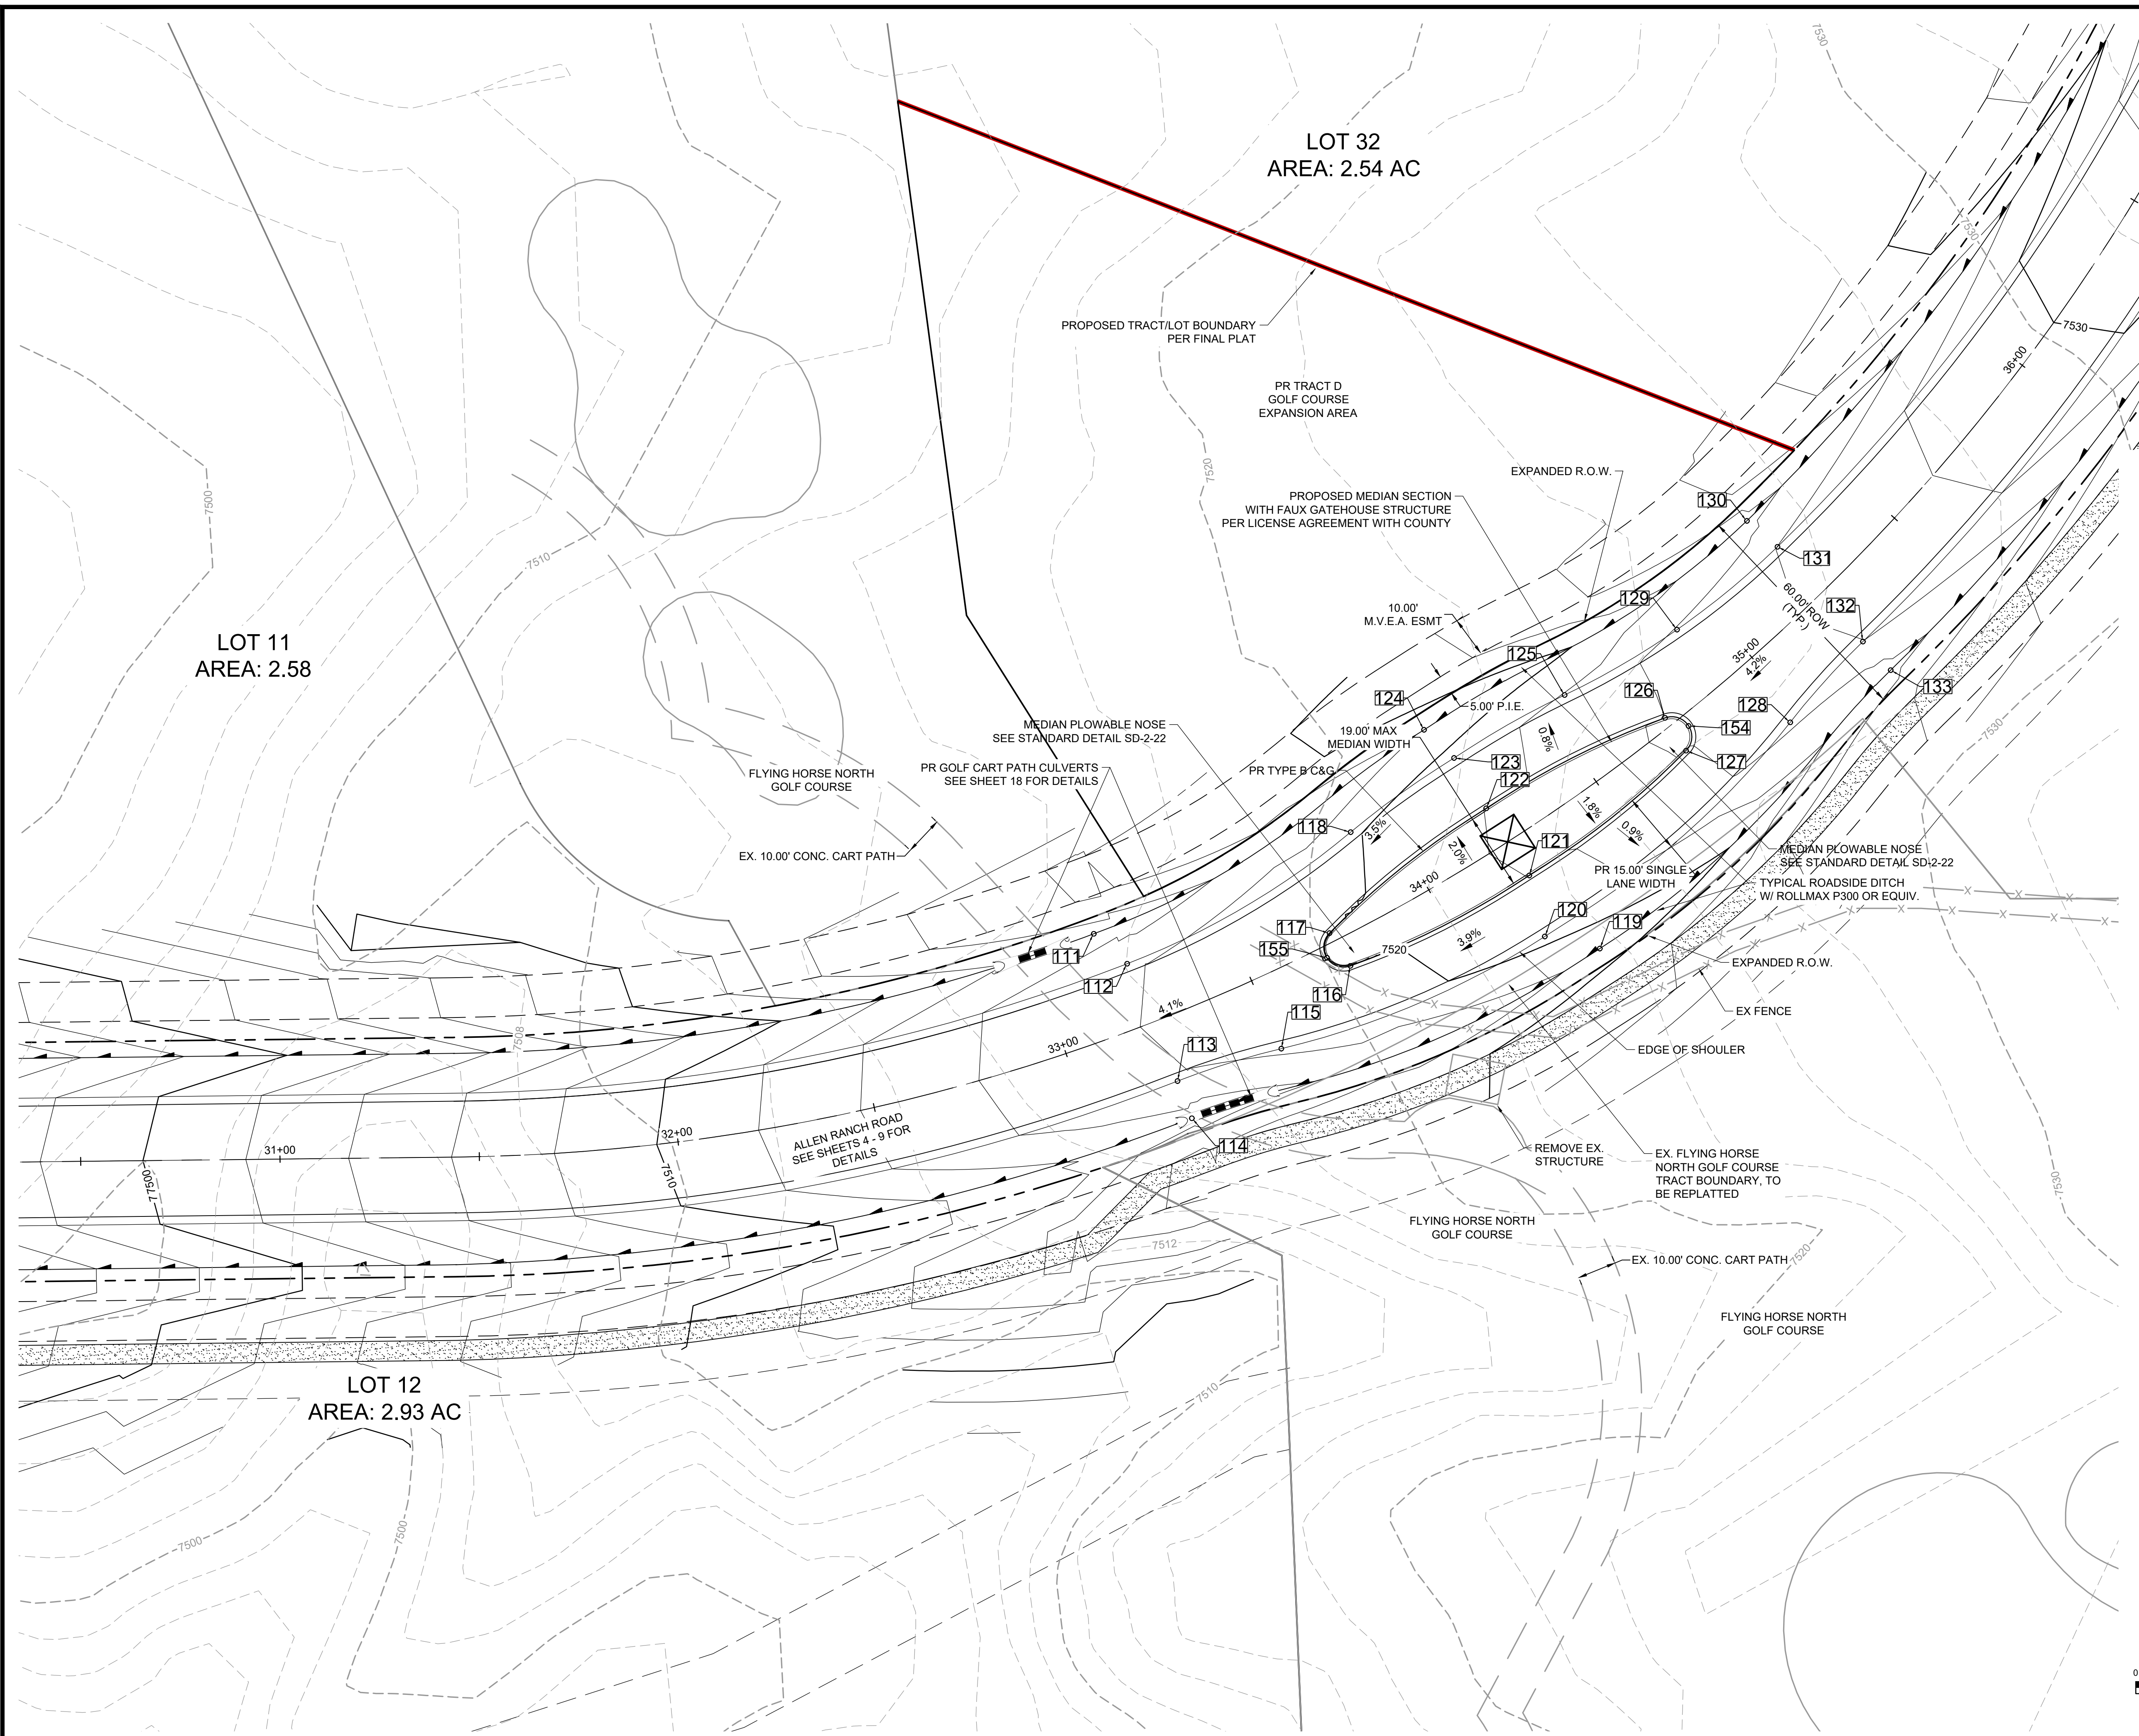 7530
LOT 32
AREA: 2.54 AC
7530
PROPOSED TRACT/LOT BOUNDARY
PER FINAL PLAT
7530
36+00
PR TRACT D
GOLF COURSE
EXPANSION AREA
7520
7500
EXPANDED R.O.W.
PROPOSED MEDIAN SECTION
WITH FAUX GATEHOUSE STRUCTURE
PER LICENSE AGREEMENT WITH COUNTY
130
131
7510
60.00' ROW
(TYP.)
129
132
10.00'
M.V.E.A. ESMT
LOT 11
AREA: 2.58
125
35+00
4.2%
133
124
126
128
5.00' P.I.E.
MEDIAN PLOWABLE NOSE
SEE STANDARD DETAIL SD-2-22
19.00' MAX
MEDIAN WIDTH
0.8%
154
7530
123
127
PR GOLF CART PATH CULVERTS
SEE SHEET 18 FOR DETAILS
PR TYPE B C&G
122
FLYING HORSE NORTH
GOLF COURSE
1.8%
118
3.5%
0.9%
121
2.0%
EX. 10.00' CONC. CART PATH
MEDIAN PLOWABLE NOSE
SEE STANDARD DETAIL SD-2-22
PR 15.00' SINGLE
LANE WIDTH
34+00
TYPICAL ROADSIDE DITCH
W/ ROLLMAX P300 OR EQUIV.
X
X
X
X
X
X
120
119
117
155
7520
3.9%
111
EXPANDED R.O.W.
112
116
X
X
X
X
4.1%
115
EX FENCE
7508
33+00
113
EDGE OF SHOULER
ALLEN RANCH ROAD
SEE SHEETS 4 - 9 FOR
DETAILS
32+00
31+00
114
REMOVE EX.
STRUCTURE
EX. FLYING HORSE
NORTH GOLF COURSE
TRACT BOUNDARY, TO
BE REPLATTED
77500
7510
7530
FLYING HORSE NORTH
GOLF COURSE
7512
7520
EX. 10.00' CONC. CART PATH
FLYING HORSE NORTH
GOLF COURSE
LOT 12
AREA: 2.93 AC
7510
7500
7500
0